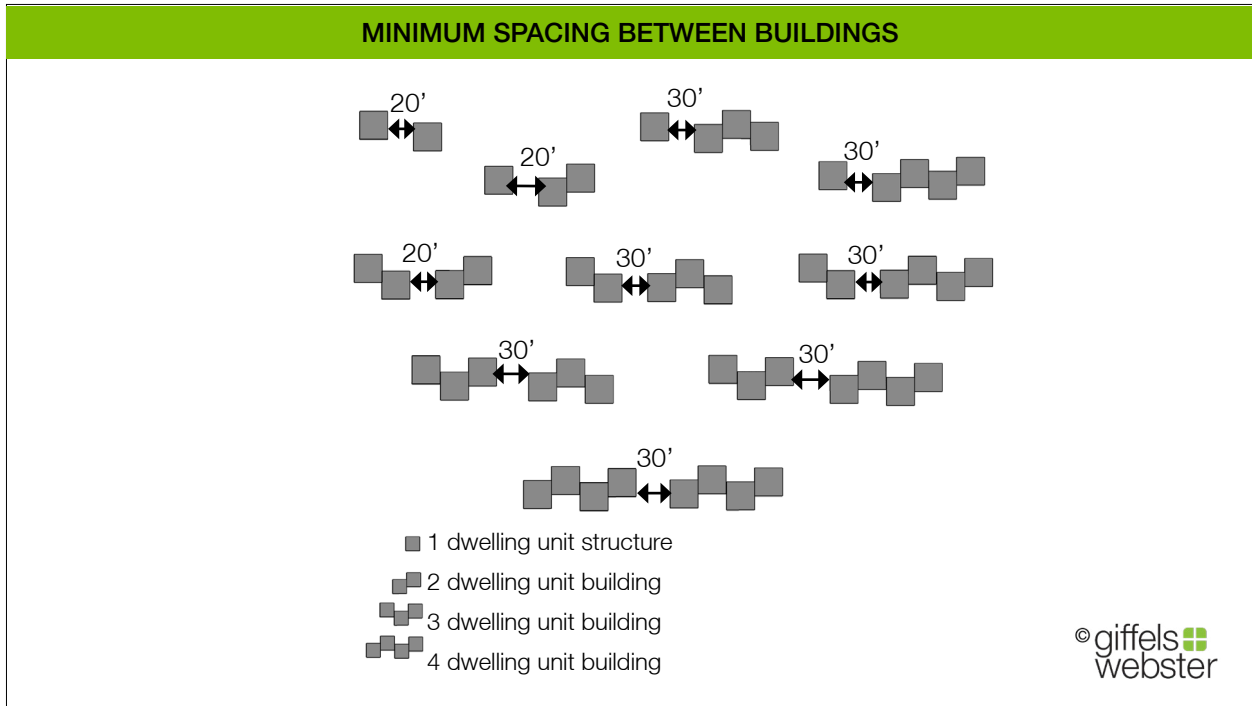 MINIMUM SPACING BETWEEN BUILDINGS
20’
30’
20’
30’
20’
30’
30’
30’
30’
30’
1 dwelling unit structure
2 dwelling unit building
3 dwelling unit building
4 dwelling unit building
© giffels
webster